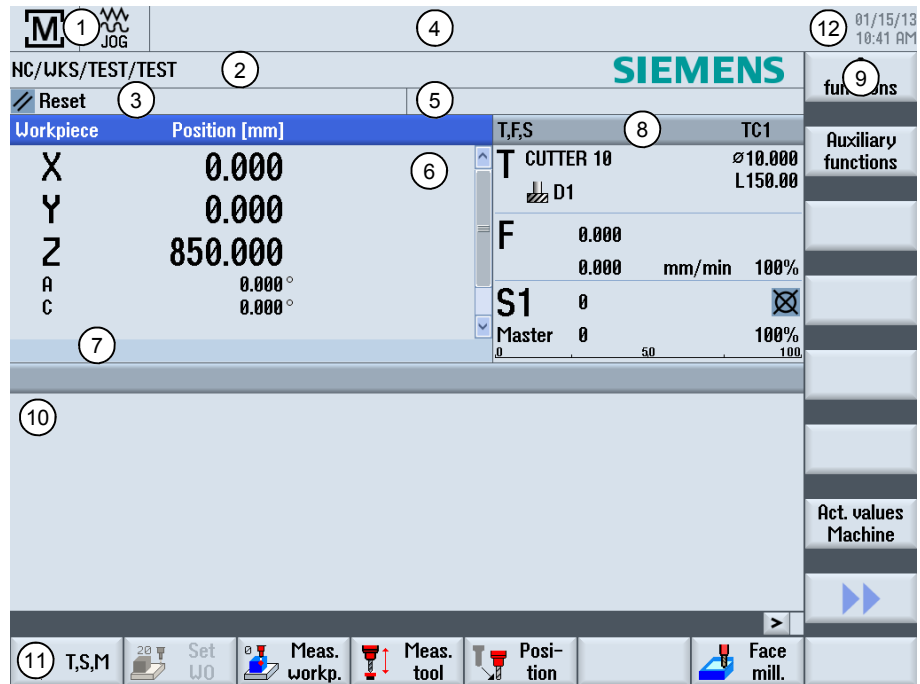 M 1 JOG 4 12 01/15/13
10:41 AM
NC/WKS/TEST/TEST 2 SIEMENS
Reset 3 5
9
Workpiece Position [mm] T,F,S 8 TC1
Auxiliary
functions
X 0.000 6
T CUTTER 10 ø10.000
D1 L150.00
Y 0.000
Z 850.000
F 0.000
0.000 mm/min 100%
A 0.000°
C 0.000°
S1 0
Master 0 100%
0 50 100
7
10
Act. values
Machine
>
11 T,S,M
20 Set
WO
0 Meas.
workp.
Meas.
tool
T Posi-
tion
Face
mill.